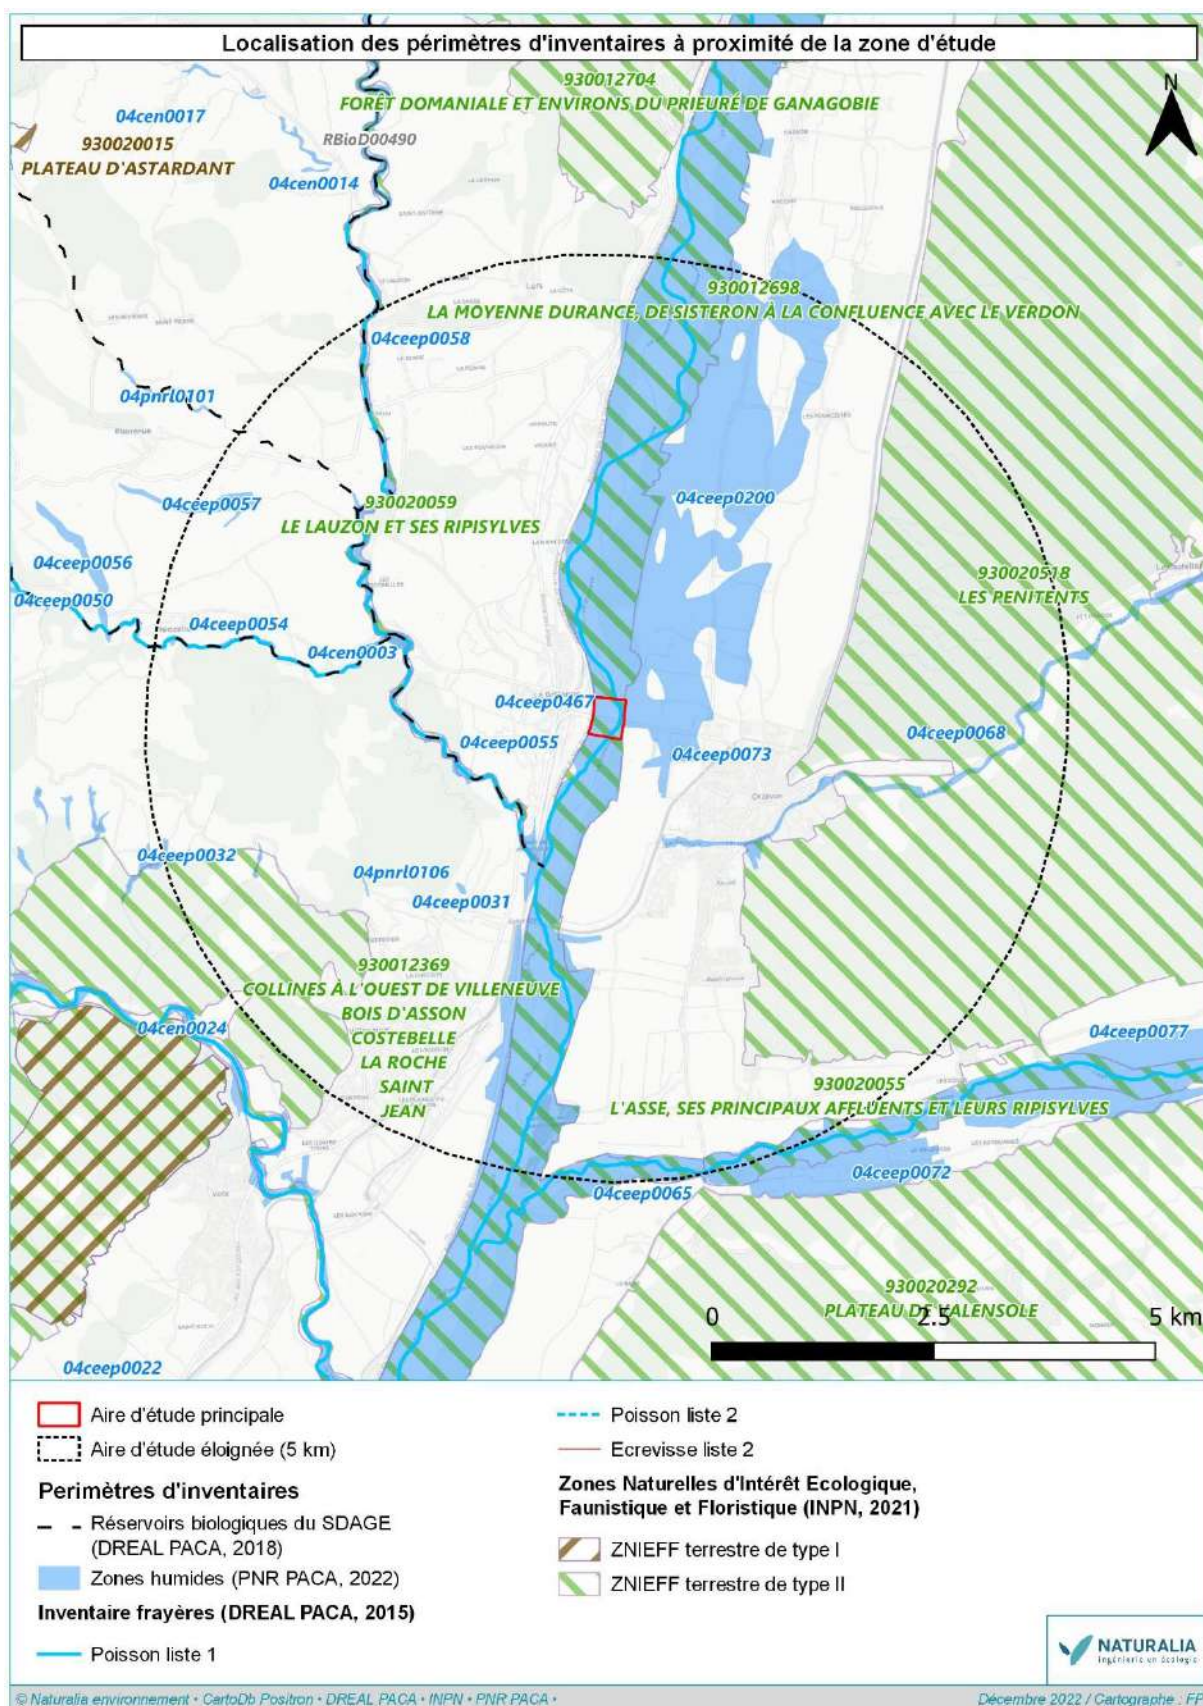 Localisation des périmètres d'inventaires à proximité de la zone d'étude
N
930012704
FORÊT DOMANIALE ET ENVIRONS DU PRIEURÉ DE GANAGOBIE
04cen0017
930020015
PLATEAU D'ASTARDANT
RBioD00490
04cen0014
930012698
LA MOYENNE DURANCE, DE SISTERON À LA CONFLUENCE AVEC LE VERDON
04ceep0058
04pnrl0101
04ceep0057
930020059
LE LAUZON ET SES RIPISYLVES
04ceep0200
04ceep0056
04ceep0050
04ceep0054
930020518
LES PENITENTS
04cen0003
04ceep0467
04ceep0055
04ceep0073
04ceep0068
04ceep0032
04pnrl0106
04ceep0031
930012369
COLLINES À L'OUEST DE VILLENEUVE
BOIS D'ASSON
COSTEBELLE
LA ROCHE
SAINT
JEAN
04cen0024
04ceep0077
930020055
L'ASSE, SES PRINCIPAUX AFFLUENTS ET LEURS RIPISYLVES
04ceep0072
04ceep0065
930020292
PLATEAU DE VALENSOLE
0 2.5 5 km
04ceep0022
Aire d'étude principale
Aire d'étude éloignée (5 km)
Perimètres d'inventaires
Réservoirs biologiques du SDAGE
(DREAL PACA, 2018)
Zones humides (PNR PACA, 2022)
Inventaire frayères (DREAL PACA, 2015)
Poisson liste 1
Poisson liste 2
Ecrevisse liste 2
Zones Naturelles d'Intérêt Ecologique,
Faunistique et Floristique (INPN, 2021)
ZNIEFF terrestre de type I
ZNIEFF terrestre de type II
NATURALIA
Ingénierie en écologie
© Naturalia environnement • CartoDb Positron • DREAL PACA • INPN • PNR PACA •
Décembre 2022 / Cartographe : FP